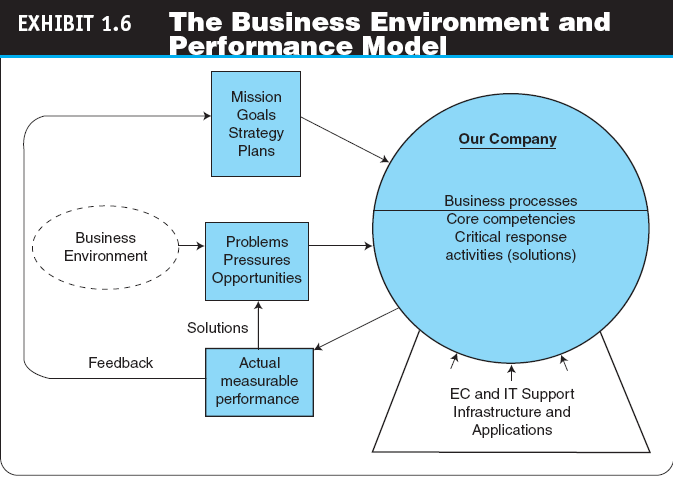 EXHIBIT 1.6
The Business Environment and
Performance Model
Mission
Goals
Strategy
Plans
Our Company
Business processes
Core competencies
Critical response
activities (solutions)
Business
Environment
Problems
Pressures
Opportunities
Solutions
Feedback
Actual
measurable
performance
EC and IT Support
Infrastructure and
Applications